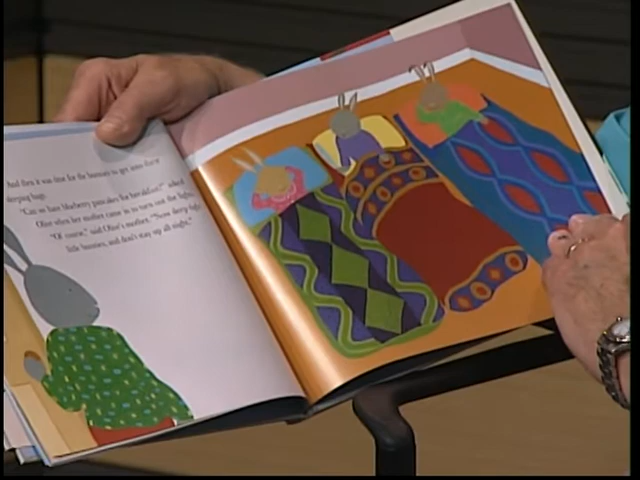 And then it was time for the bunnies to get into their
sleeping bags.
"Can we have blueberry pancakes for breakfast?" asked
Olive when her mother came in to turn out the lights.
"Of course," said Olive's mother. "Now sleep tight,
little bunnies, and don't stay up all night."